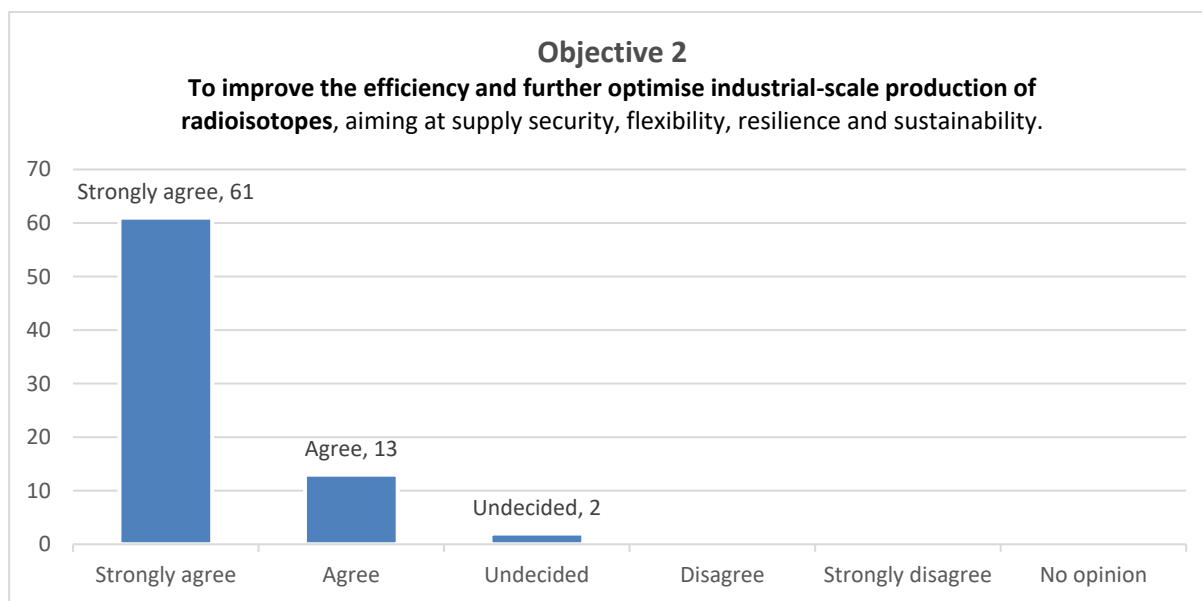 Objective 2
To improve the efficiency and further optimise industrial-scale production of
radioisotopes, aiming at supply security, flexibility, resilience and sustainability.
70
60
50
40
30
20
10
0
Strongly agree, 61
Agree, 13
Undecided, 2
Strongly agree
Agree
Undecided
Disagree
Strongly disagree
No opinion